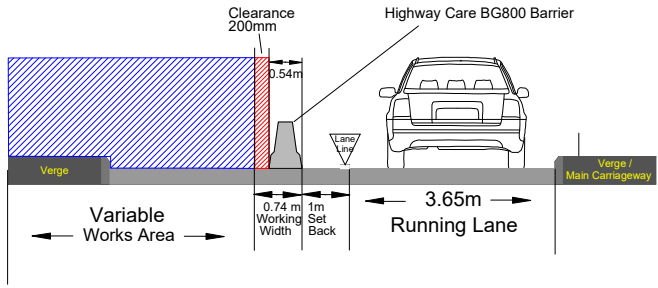 Clearance
200mm
Highway Care BG800 Barrier
0.54m
Lane
Line
Verge
Verge /
Main Carriageway
Variable
Works Area
0.74 m
Working
Width
1m
Set
Back
3.65m
Running Lane